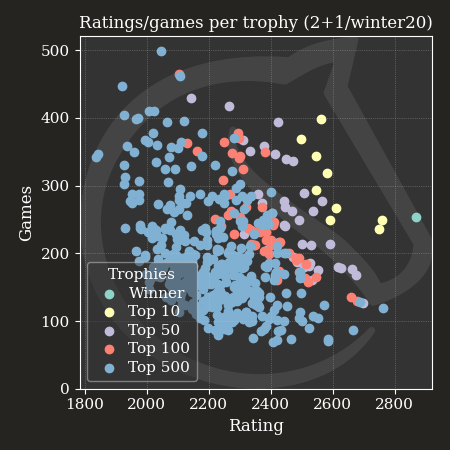 Ratings/games per trophy (2+1/winter20)
500
400
300
200
100
0
Games
Trophies
Winner
Top 10
Top 50
Top 100
Top 500
1800 2000 2200 2400 2600 2800
Rating